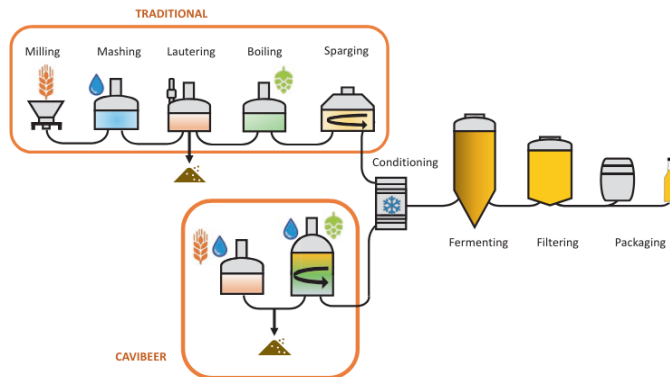 TRADITIONAL
Milling
Mashing
Lautering
Boiling
Sparging
Conditioning
Fermenting
Filtering
Packaging
CAVIBEER